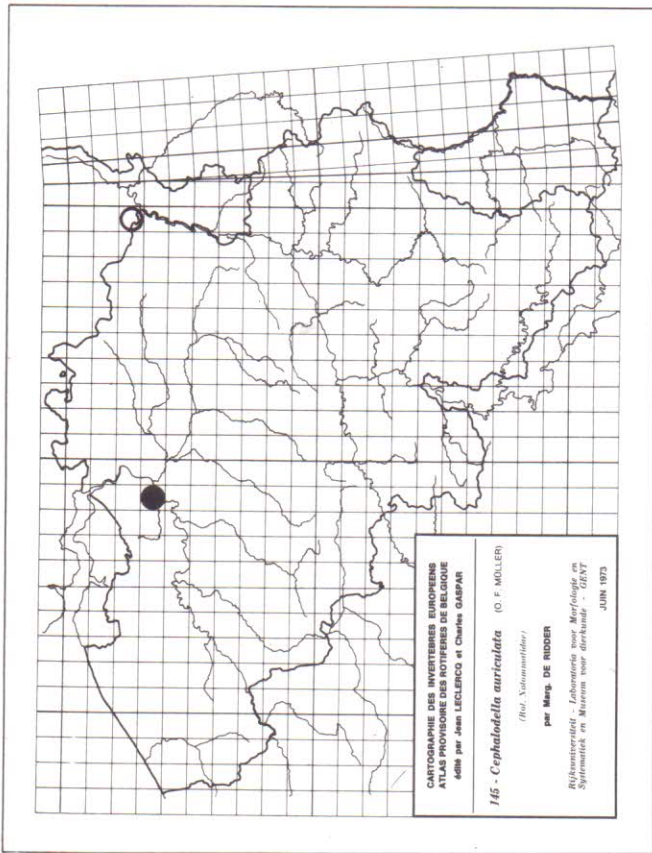 CARTOGRAPHIE DES INVERTEBRES EUROPEENS
ATLAS PROVISOIRE DES ROTIFERES DE BELGIQUE
édité par Jean LECLERCQ et Charles GASPAR
145 - Cephalodella auriculata (O. F. MÜLLER)
(Rot. Notommatidae)
par Marg. DE RIDDER
Rijksuniversiteit - Laboratoria voor Morfologie en
Systematiek en Museum voor dierkunde - GENT
JUIN 1973